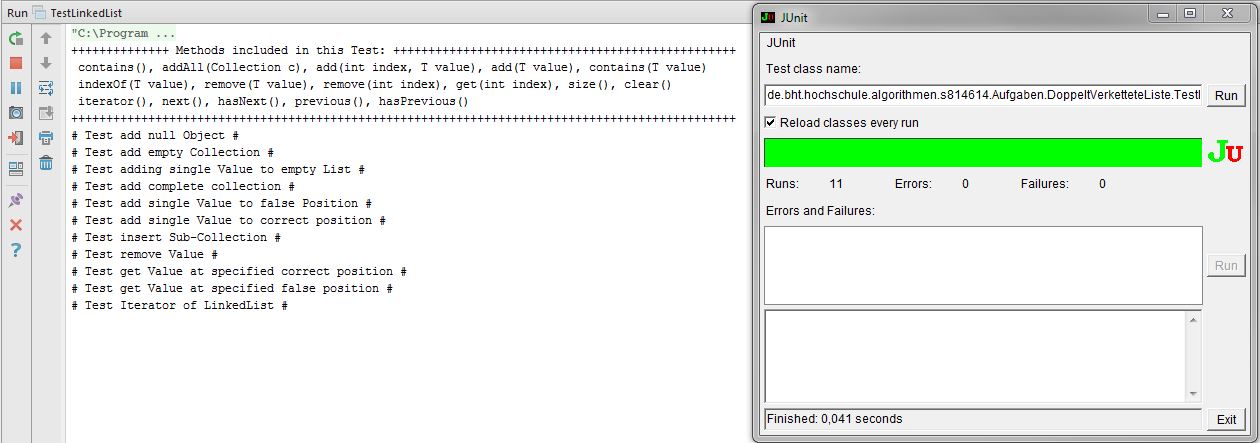 Run TestLinkedList
"C:\Program ...
++++++++++++++ Methods included in this Test: +++++++++++++++++++++++++++++++++++++++++++++++++
contains(), addAll(Collection c), add(int index, T value), add(T value), contains(T value)
indexOf(T value), remove(T value), remove(int index), get(int index), size(), clear()
iterator(), next(), hasNext(), previous(), hasPrevious()
+++++++++++++++++++++++++++++++++++++++++++++++++++++++++++++++++++++++++++++++++++++++++++++++
# Test add null Object #
# Test add empty Collection #
# Test adding single Value to empty List #
# Test add complete collection #
# Test add single Value to false Position #
# Test add single Value to correct position #
# Test insert Sub-Collection #
# Test remove Value #
# Test get Value at specified correct position #
# Test get Value at specified false position #
# Test Iterator of LinkedList #
JUnit
JUnit
Test class name:
de.bht.hochschule.algorithmen.s814614.Aufgaben.DoppeltVerketteteListe.Testl Run
Reload classes every run
JU
Runs: 11 Errors: 0 Failures: 0
Errors and Failures:
Run
Finished: 0,041 seconds Exit